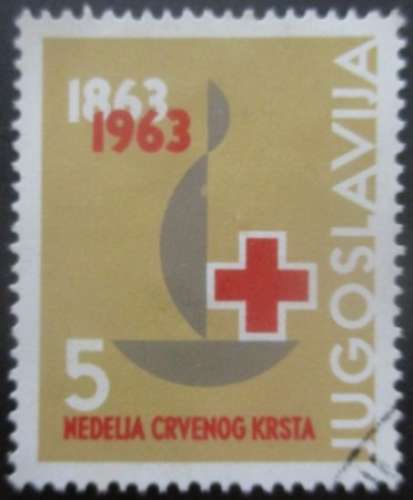 1863
1963
JUGOSLAVIJA
5
NEDELJA CRVENOG KRSTA